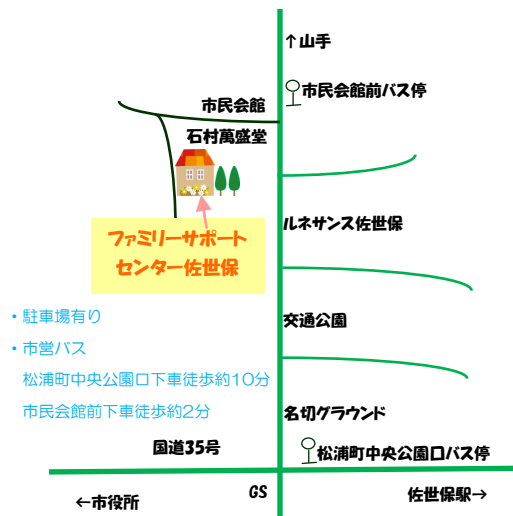 ↑山手
市民会館前バス停
市民会館
石村萬盛堂
ルネサンス佐世保
ファミリーサポート
センター佐世保
・駐車場有り
交通公園
・市営バス
松浦町中央公園口下車徒歩約10分
市民会館前下車徒歩約2分
名切グラウンド
国道35号
松浦町中央公園口バス停
←市役所
GS
佐世保駅→